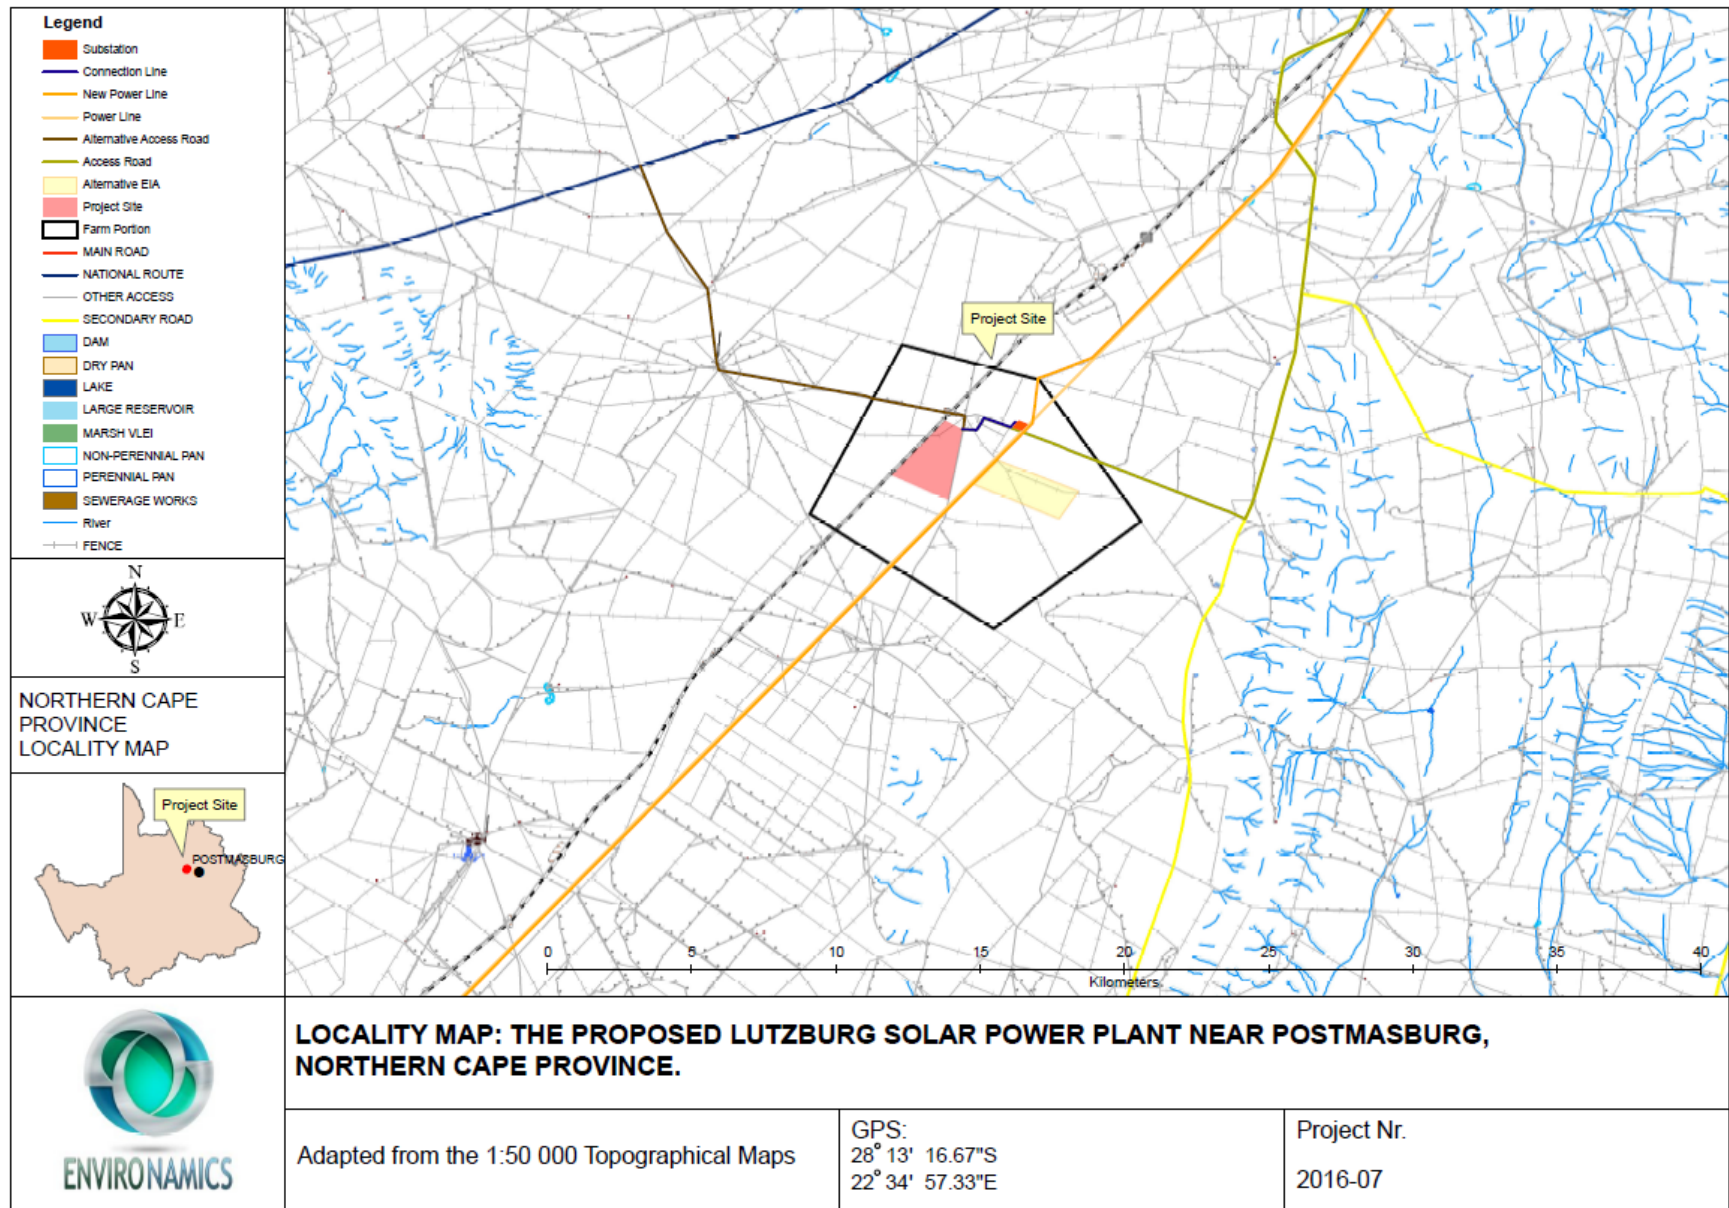 Legend
Substation
Connection Line
New Power Line
Power Line
Alternative Access Road
Access Road
Alternative EIA
Project Site
Farm Portion
MAIN ROAD
NATIONAL ROUTE
OTHER ACCESS
SECONDARY ROAD
DAM
DRY PAN
LAKE
LARGE RESERVOIR
MARSH VLEI
NON-PERENNIAL PAN
PERENNIAL PAN
SEWERAGE WORKS
River
FENCE
N
W E
S
NORTHERN CAPE
PROVINCE
LOCALITY MAP
Project Site
POSTMASBURG
ENVIRONAMICS
Project Site
0 5 10 15 20 25 30 35 40
Kilometers
LOCALITY MAP: THE PROPOSED LUTZBURG SOLAR POWER PLANT NEAR POSTMASBURG,
NORTHERN CAPE PROVINCE.
Adapted from the 1:50 000 Topographical Maps
GPS:
28° 13' 16.67"S
22° 34' 57.33"E
Project Nr.
2016-07